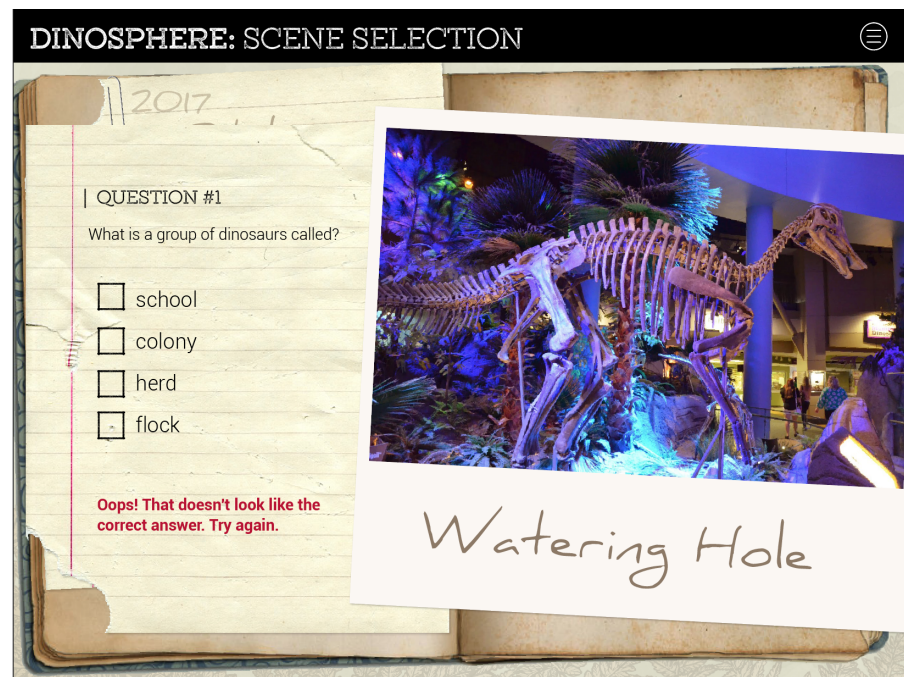 DINOSPHERE: SCENE SELECTION
2017
QUESTION #1
What is a group of dinosaurs called?
school
colony
herd
flock
Oops! That doesn't look like the
correct answer. Try again.
Watering Hole